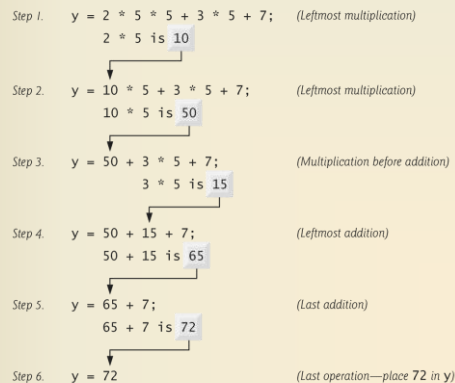 Step 1. y = 2 * 5 * 5 + 3 * 5 + 7; (Leftmost multiplication)
2 * 5 is 10
Step 2. y = 10 * 5 + 3 * 5 + 7; (Leftmost multiplication)
10 * 5 is 50
Step 3. y = 50 + 3 * 5 + 7; (Multiplication before addition)
3 * 5 is 15
Step 4. y = 50 + 15 + 7; (Leftmost addition)
50 + 15 is 65
Step 5. y = 65 + 7; (Last addition)
65 + 7 is 72
Step 6. y = 72 (Last operation—place 72 in y)